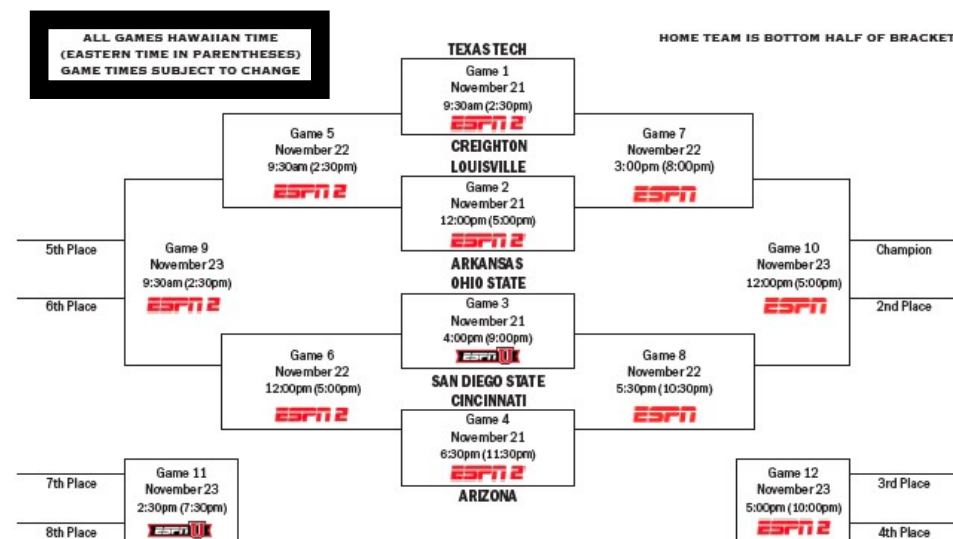 ALL GAMES HAWAIIAN TIME
(EASTERN TIME IN PARENTHESES)
GAME TIMES SUBJECT TO CHANGE
HOME TEAM IS BOTTOM HALF OF BRACKET
TEXAS TECH
Game 1
November 21
9:30am (2:30pm)
ESPN 2
CREIGHTON
Game 5
November 22
9:30am (2:30pm)
ESPN 2
Game 7
November 22
3:00pm (8:00pm)
ESPN
LOUISVILLE
Game 2
November 21
12:00pm (5:00pm)
ESPN 2
ARKANSAS
5th Place
6th Place
Game 9
November 23
9:30am (2:30pm)
ESPN 2
Game 10
November 23
12:00pm (5:00pm)
ESPN
Champion
2nd Place
OHIO STATE
Game 3
November 21
4:00pm (9:00pm)
ESPN U
SAN DIEGO STATE
Game 6
November 22
12:00pm (5:00pm)
ESPN 2
Game 8
November 22
5:30pm (10:30pm)
ESPN
CINCINNATI
Game 4
November 21
6:30pm (11:30pm)
ESPN 2
ARIZONA
7th Place
8th Place
Game 11
November 23
2:30pm (7:30pm)
ESPN U
Game 12
November 23
5:00pm (10:00pm)
ESPN 2
3rd Place
4th Place